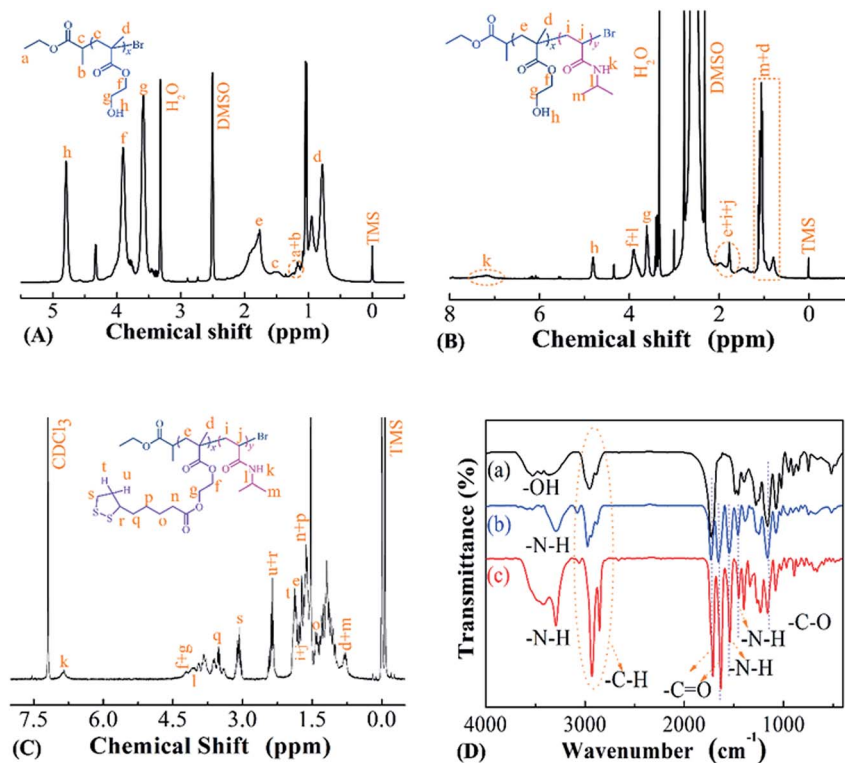 a
O
O
b
c
e
d
x
Br
O
O
f
g
OH
h
h
f
g
H₂O
DMSO
e
c
a+b
d
TMS
5
4
3
2
1
0
Chemical shift (ppm)
(A)
O
O
e
d
x
i
j
y
Br
O
O
f
g
OH
h
O
NH
k
l
m
k
h
f+l
g
H₂O
DMSO
e+i+j
m+d
TMS
8
6
4
2
0
Chemical shift (ppm)
(B)
CDCl₃
O
O
e
d
x
i
j
y
Br
O
O
f
g
O
O
NH
k
l
m
t
H
u
H
s
S-S
r
q
p
o
n
k
f+g
l
q
s
u+r
t
e
i+j
n+p
o
d+m
TMS
7.5
6.0
4.5
3.0
1.5
0.0
Chemical Shift (ppm)
(C)
Transmittance (%)
(a)
-OH
(b)
-N-H
(c)
-N-H
-C-H
-C=O
-N-H
-N-H
-C-O
4000
3000
2000
1000
Wavenumber (cm⁻¹)
(D)